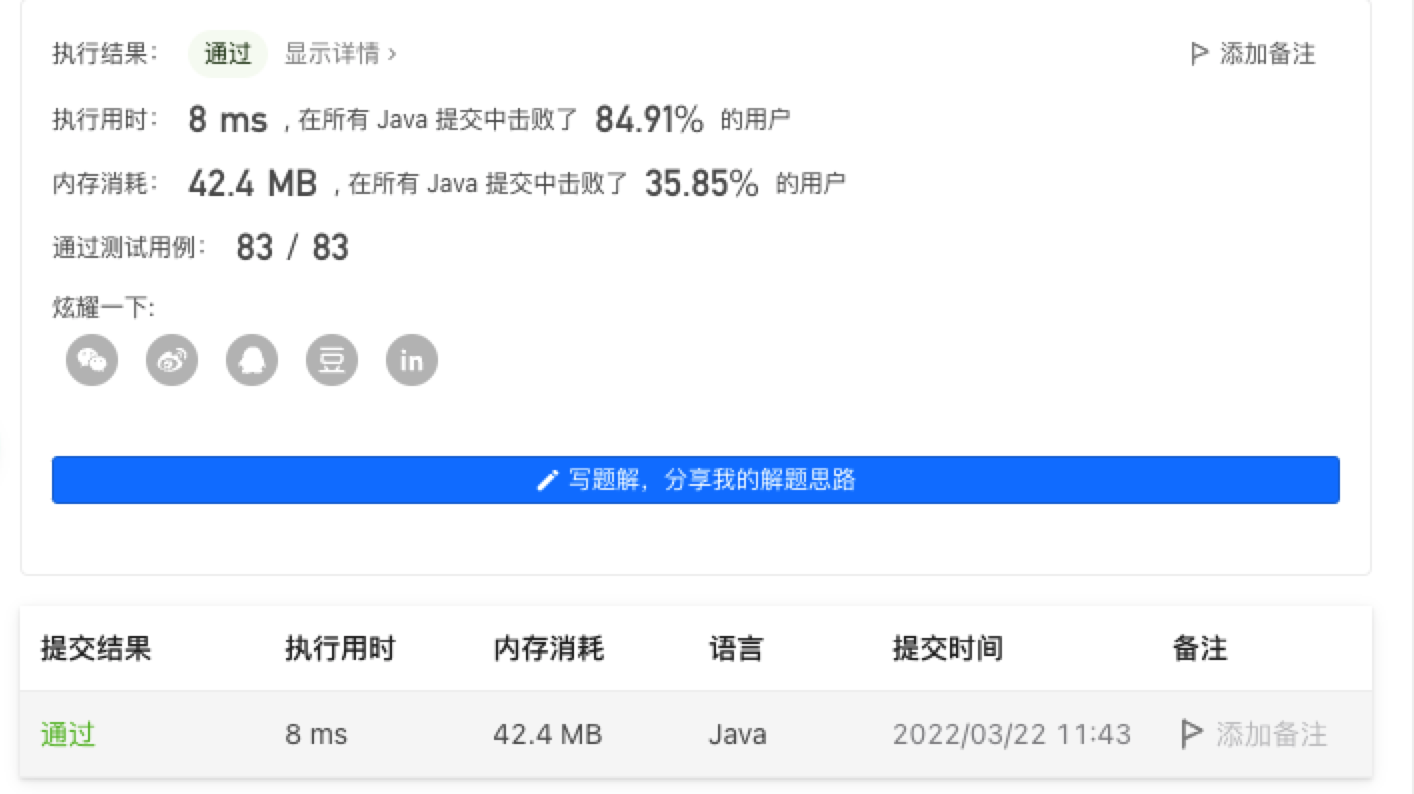 执行结果： 通过 显示详情 › 添加备注
执行用时： 8 ms , 在所有 Java 提交中击败了 84.91% 的用户
内存消耗： 42.4 MB , 在所有 Java 提交中击败了 35.85% 的用户
通过测试用例： 83 / 83
炫耀一下:
豆 in
写题解，分享我的解题思路
提交结果 执行用时 内存消耗 语言 提交时间 备注
通过 8 ms 42.4 MB Java 2022/03/22 11:43 添加备注